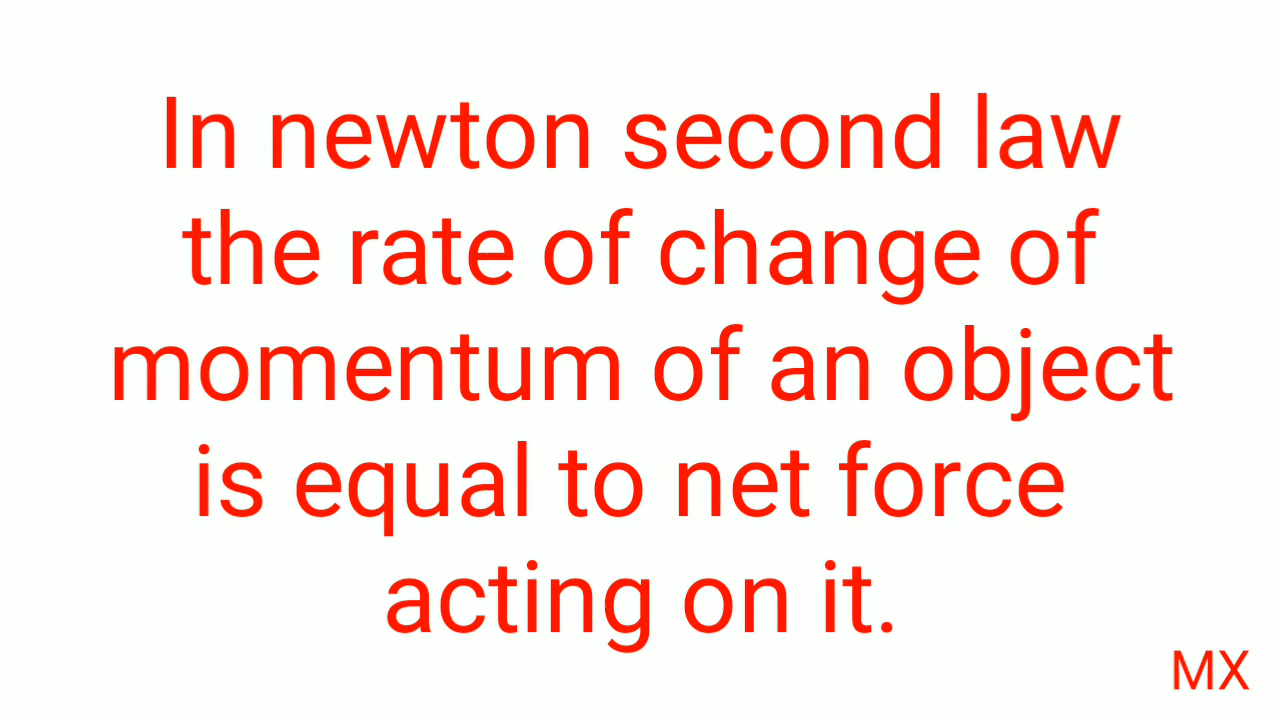 In newton second law
the rate of change of
momentum of an object
is equal to net force
acting on it.
MX